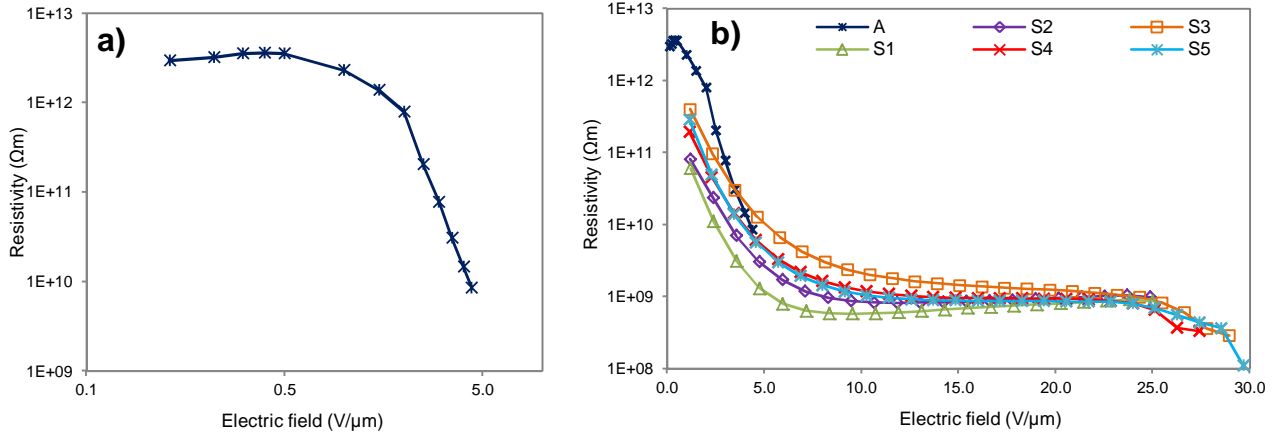 a)
1E+13
1E+12
1E+11
1E+10
1E+09
Resistivity (Ωm)
0.1 0.5 5.0
Electric field (V/µm)
b)
A S2 S3
S1 S4 S5
1E+13
1E+12
1E+11
1E+10
1E+09
1E+08
Resistivity (Ωm)
0.0 5.0 10.0 15.0 20.0 25.0 30.0
Electric field (V/µm)